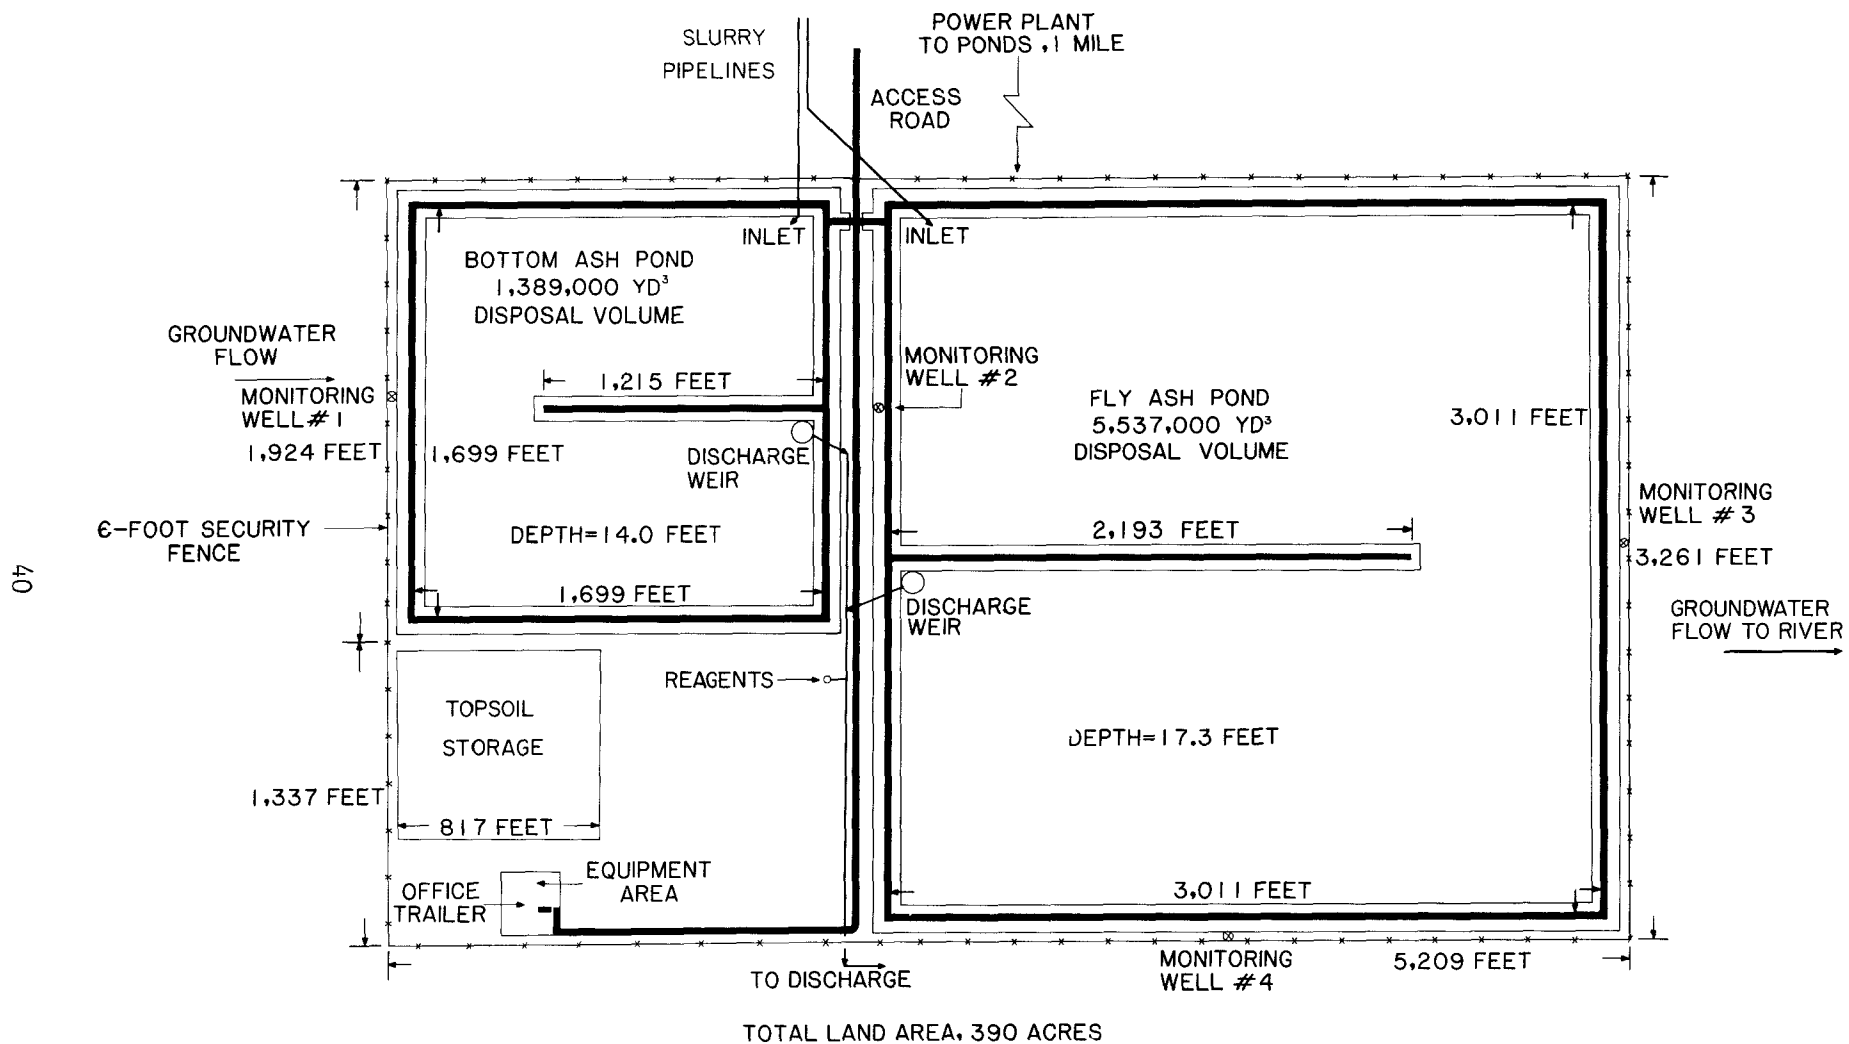 POWER PLANT
TO PONDS , 1 MILE
SLURRY
PIPELINES
ACCESS
ROAD
INLET
INLET
BOTTOM ASH POND
1,389,000 YD³
DISPOSAL VOLUME
GROUNDWATER
FLOW
MONITORING
WELL #1
1,924 FEET
1,215 FEET
MONITORING
WELL #2
FLY ASH POND
5,537,000 YD³
DISPOSAL VOLUME
3,011 FEET
1,699 FEET
DISCHARGE
WEIR
6-FOOT SECURITY
FENCE
DEPTH=14.0 FEET
2,193 FEET
MONITORING
WELL #3
3,261 FEET
40
1,699 FEET
DISCHARGE
WEIR
GROUNDWATER
FLOW TO RIVER
REAGENTS
TOPSOIL
STORAGE
DEPTH=17.3 FEET
1,337 FEET
817 FEET
EQUIPMENT
AREA
OFFICE
TRAILER
3,011 FEET
TO DISCHARGE
MONITORING
WELL #4
5,209 FEET
TOTAL LAND AREA, 390 ACRES